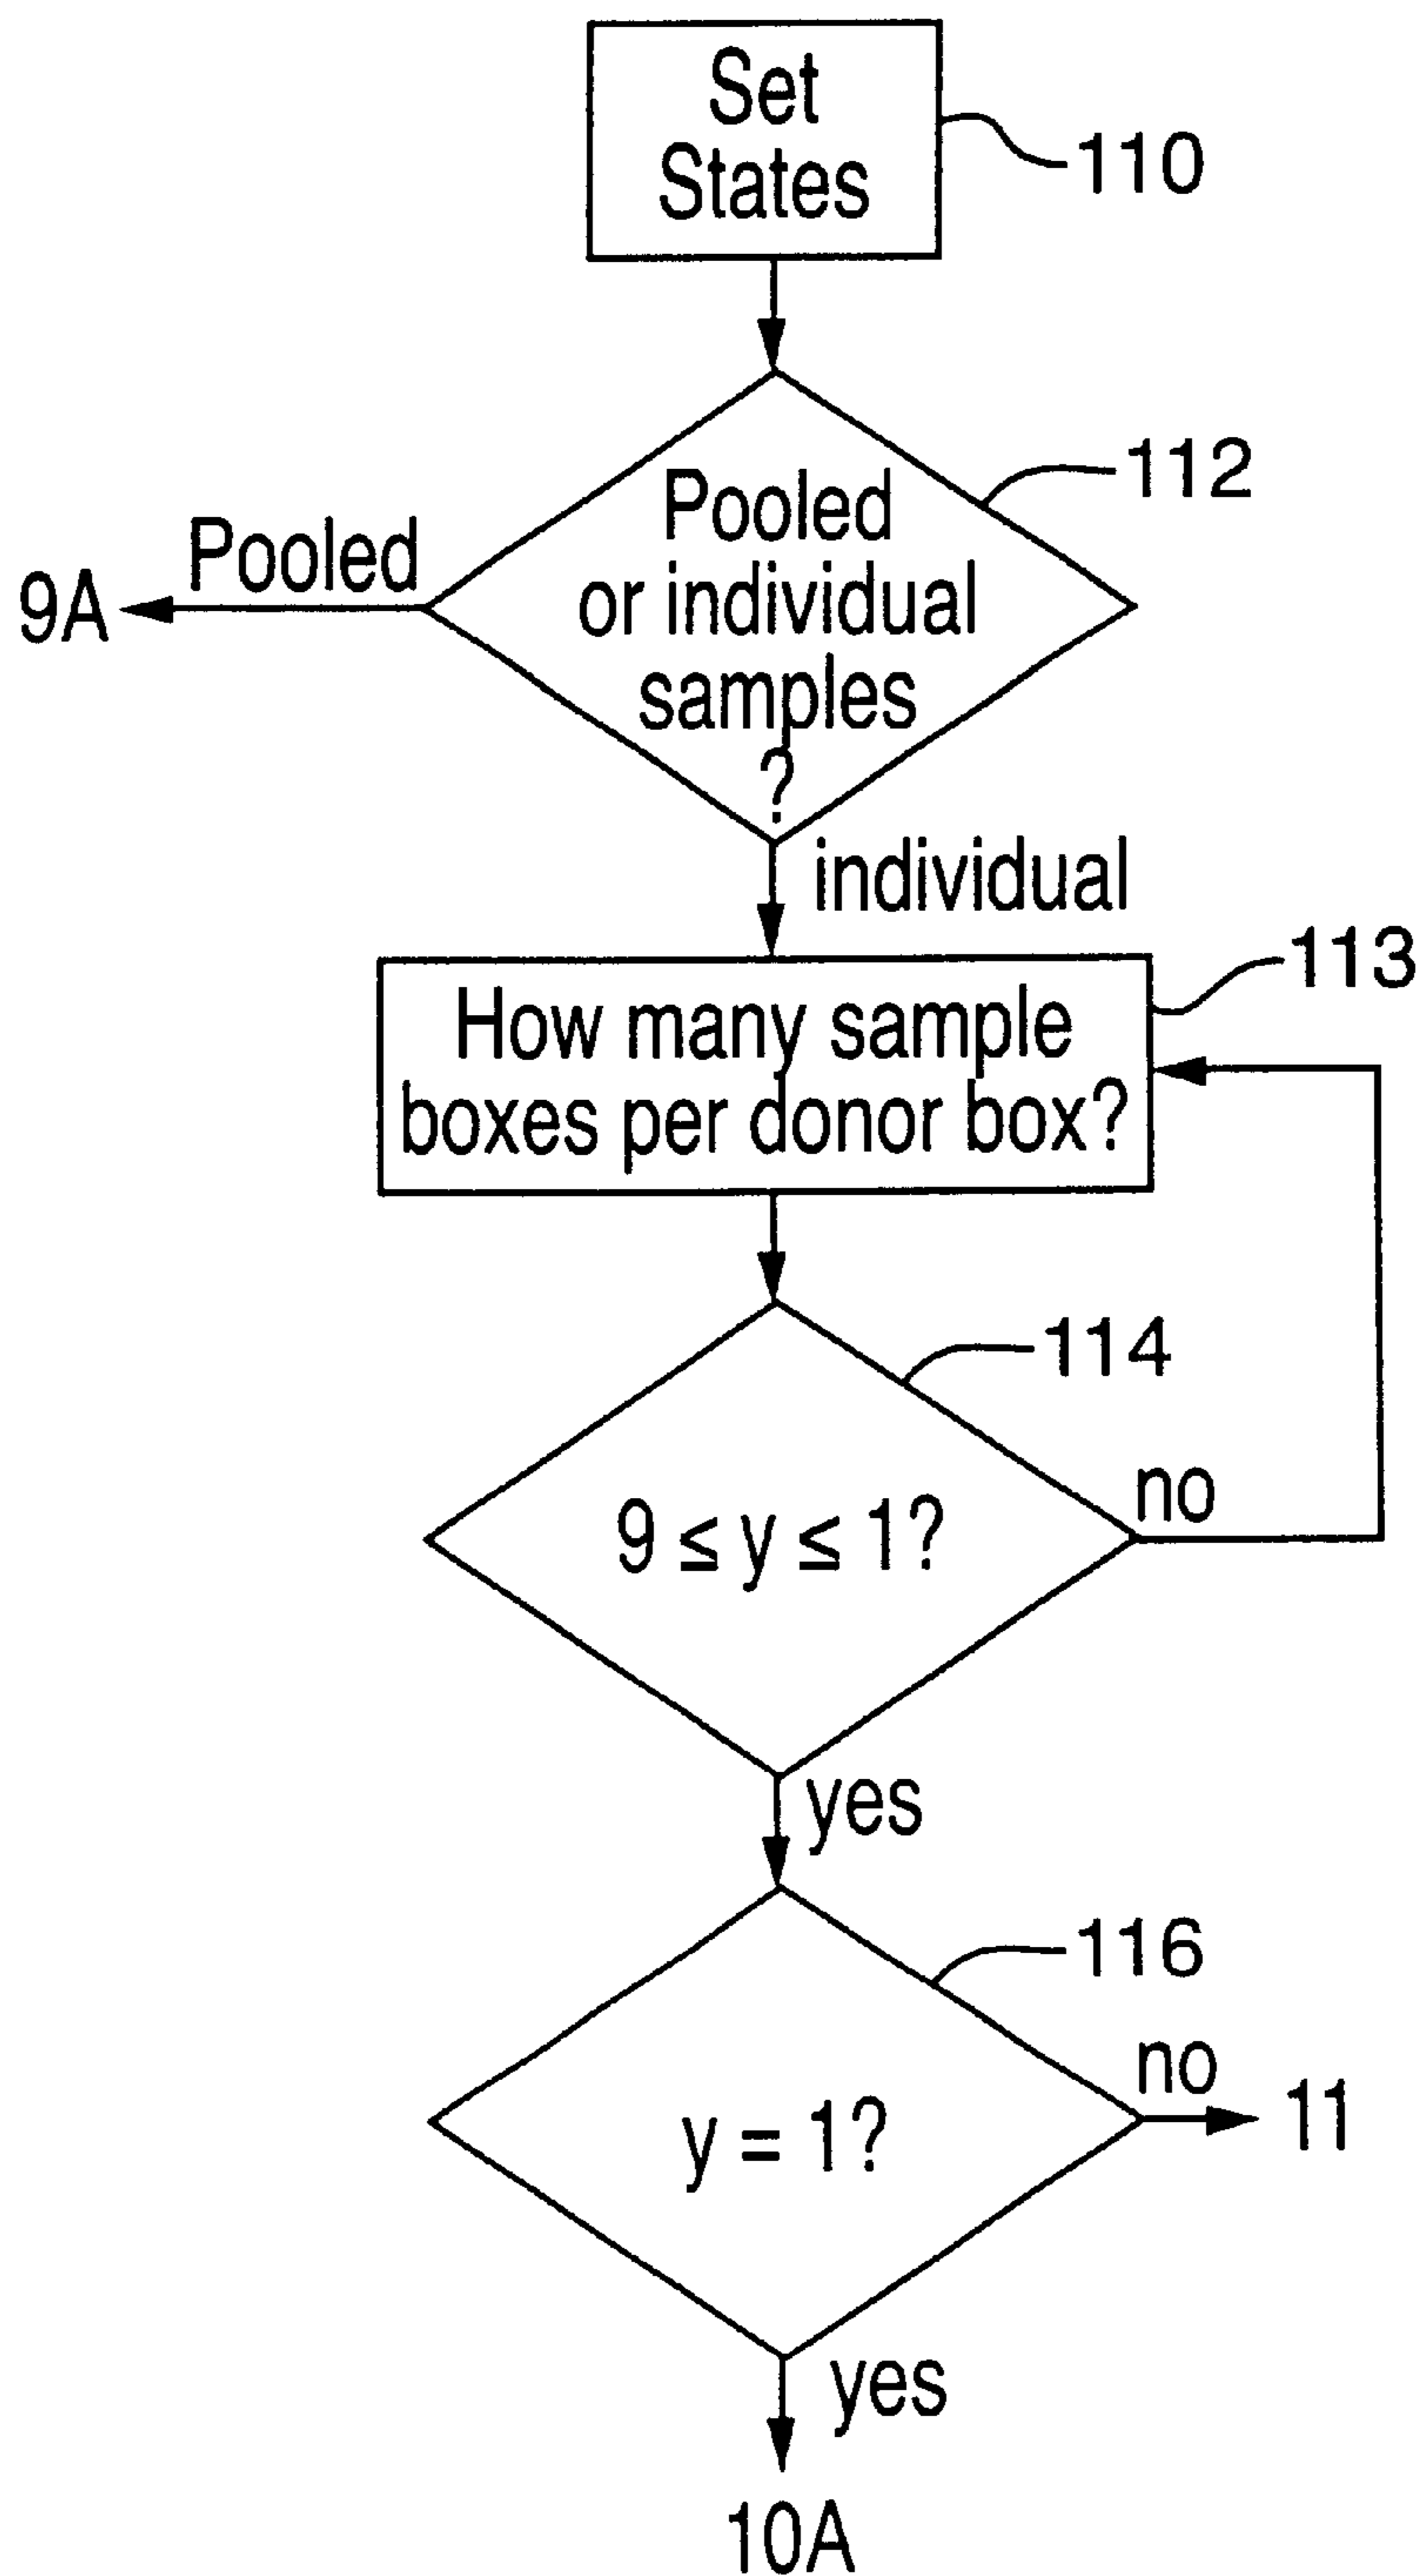 Set
States
110
112
Pooled
or individual
samples
?
Pooled
9A
individual
113
How many sample
boxes per donor box?
114
9 ≤ y ≤ 1?
no
yes
116
y = 1?
no
11
yes
10A